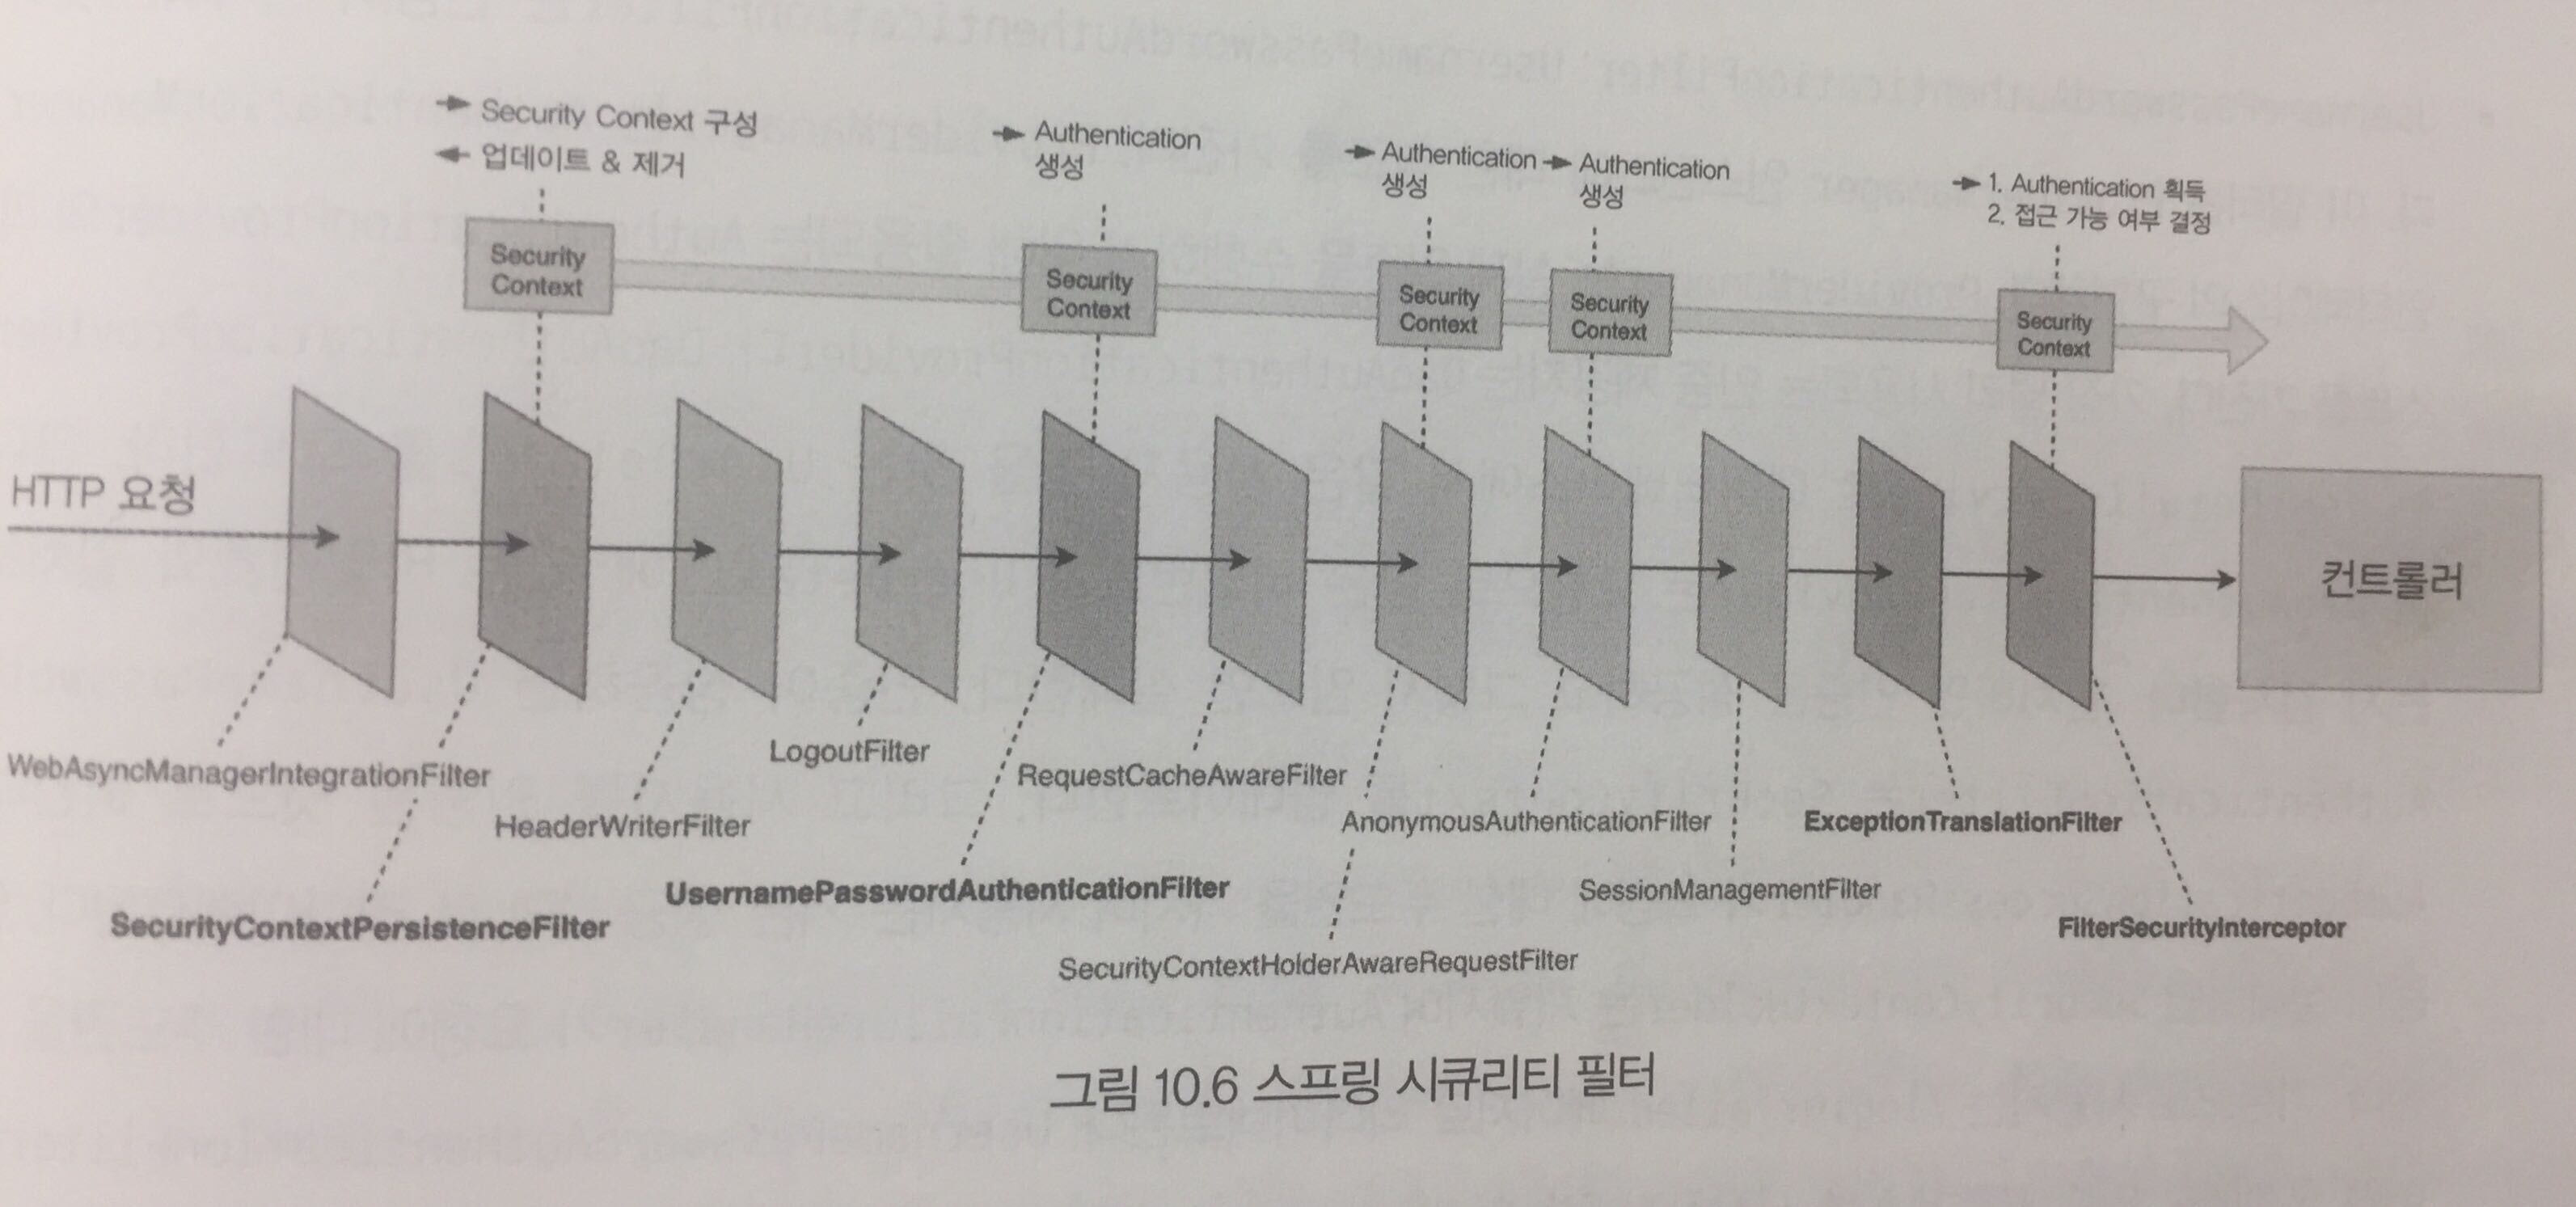 Security Context 구성
업데이트 & 제거
Authentication
생성
Authentication
생성
Authentication
생성
1. Authentication 획득
2. 접근 가능 여부 결정
Security
Context
Security
Context
Security
Context
Security
Context
Security
Context
HTTP 요청
컨트롤러
WebAsyncManagerIntegrationFilter
SecurityContextPersistenceFilter
HeaderWriterFilter
LogoutFilter
UsernamePasswordAuthenticationFilter
RequestCacheAwareFilter
SecurityContextHolderAwareRequestFilter
AnonymousAuthenticationFilter
SessionManagementFilter
ExceptionTranslationFilter
FilterSecurityInterceptor
그림 10.6 스프링 시큐리티 필터